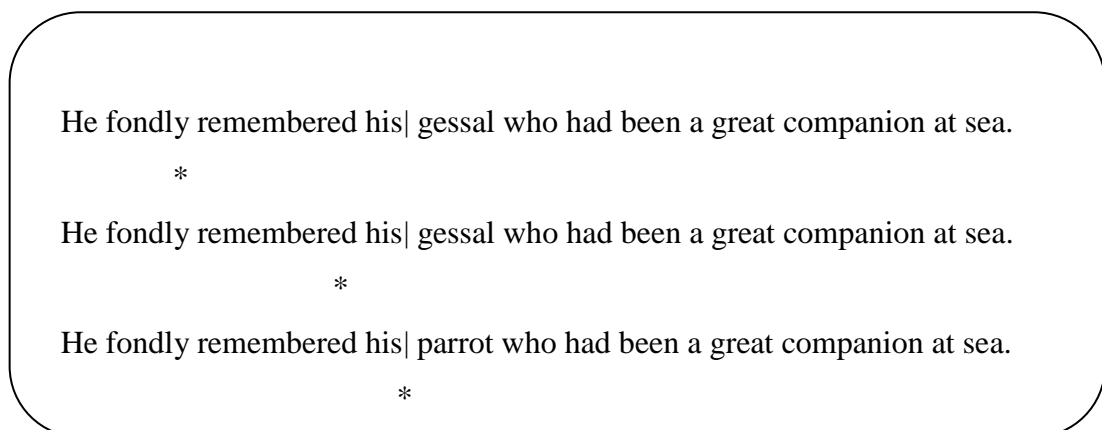 He fondly remembered his| gessal who had been a great companion at sea.
*
He fondly remembered his| gessal who had been a great companion at sea.
*
He fondly remembered his| parrot who had been a great companion at sea.
*